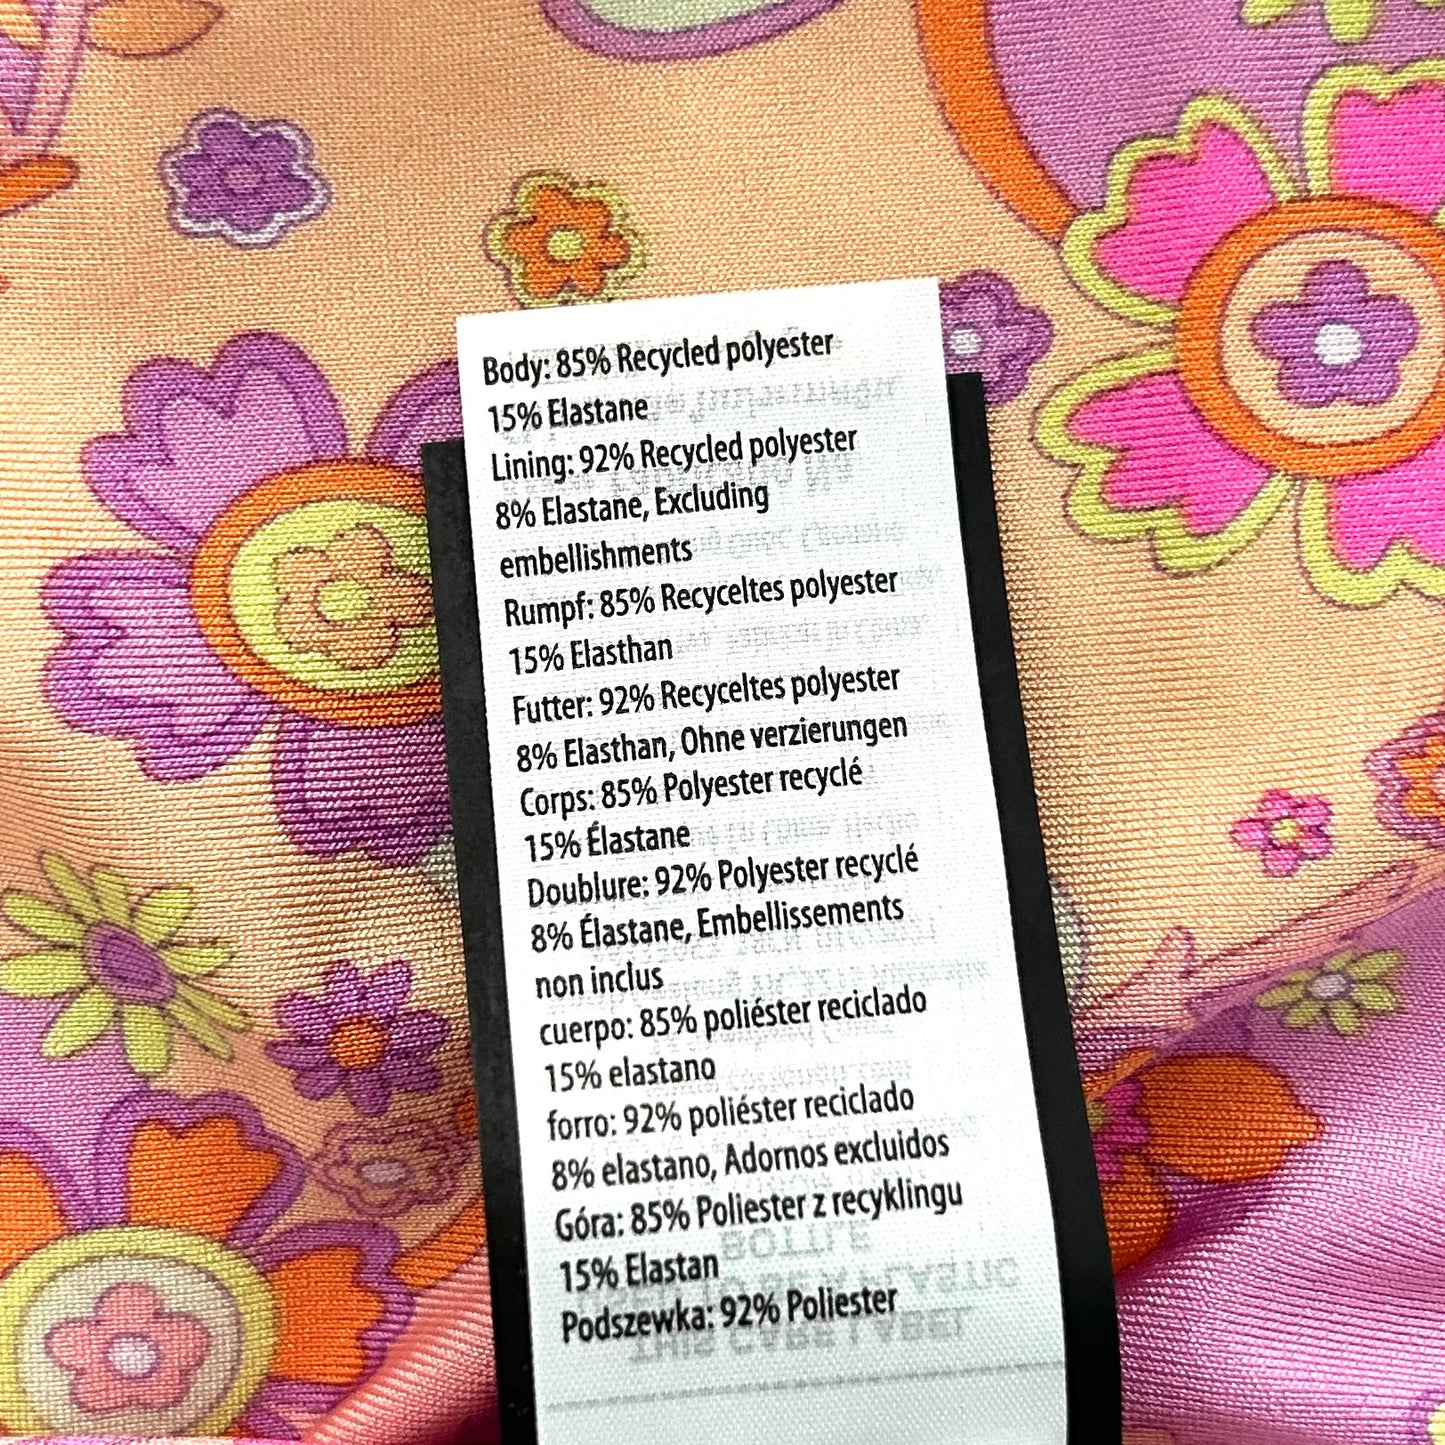 Body: 85% Recycled polyester
15% Elastane
Lining: 92% Recycled polyester
8% Elastane, Excluding
embellishments
Rumpf: 85% Recyceltes polyester
15% Elasthan
Futter: 92% Recyceltes polyester
8% Elasthan, Ohne verzierungen
Corps: 85% Polyester recyclé
15% Élastane
Doublure: 92% Polyester recyclé
8% Élastane, Embellissements
non inclus
cuerpo: 85% poliéster reciclado
15% elastano
forro: 92% poliéster reciclado
8% elastano, Adornos excluidos
Góra: 85% Poliester z recyklingu
15% Elastan
Podszewka: 92% Poliester